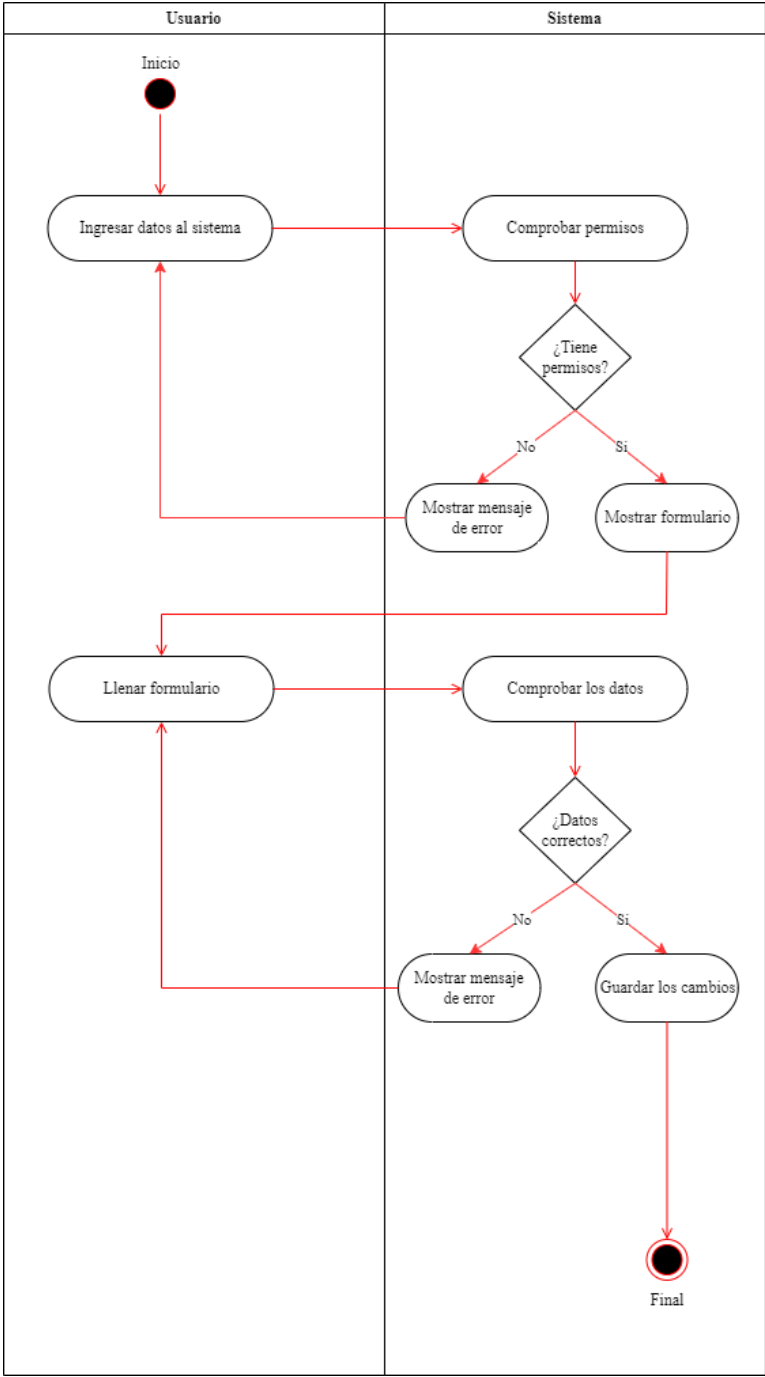 Usuario
Sistema
Inicio
Ingresar datos al sistema
Comprobar permisos
¿Tiene
permisos?
No
Si
Mostrar mensaje
de error
Mostrar formulario
Llenar formulario
Comprobar los datos
¿Datos
correctos?
No
Si
Mostrar mensaje
de error
Guardar los cambios
Final